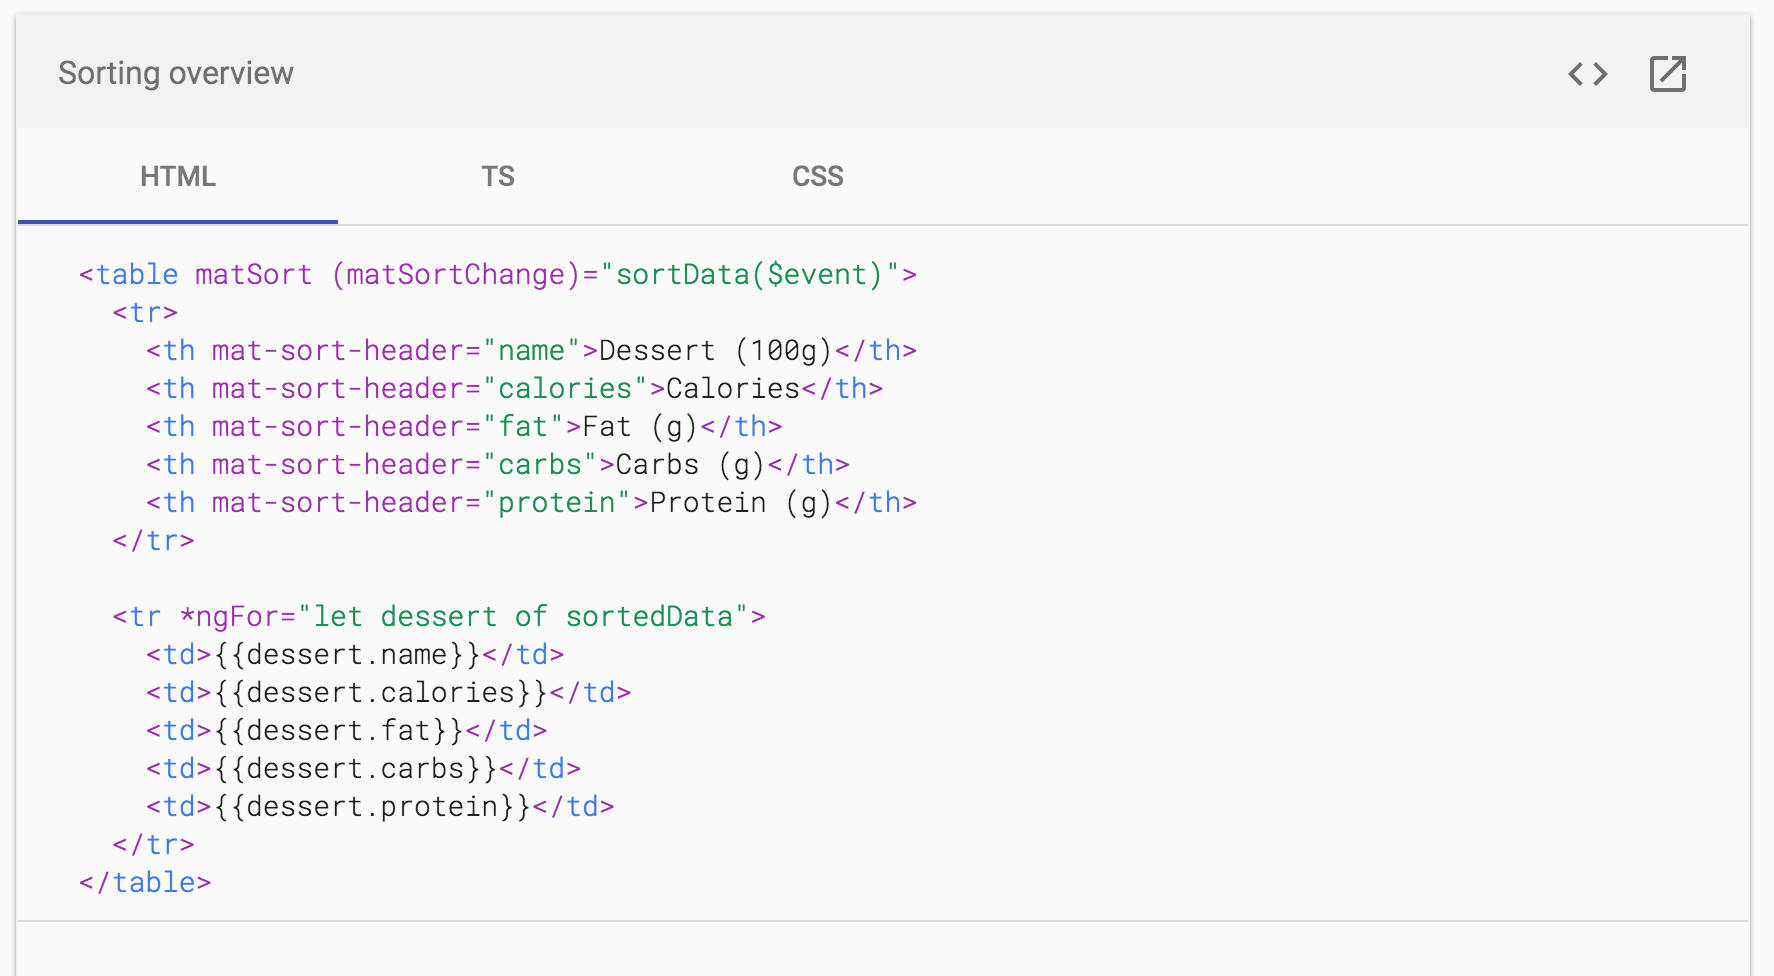 Sorting overview
HTML TS CSS
<table matSort (matSortChange)="sortData($event)">
  <tr>
    <th mat-sort-header="name">Dessert (100g)</th>
    <th mat-sort-header="calories">Calories</th>
    <th mat-sort-header="fat">Fat (g)</th>
    <th mat-sort-header="carbs">Carbs (g)</th>
    <th mat-sort-header="protein">Protein (g)</th>
  </tr>

  <tr *ngFor="let dessert of sortedData">
    <td>{{dessert.name}}</td>
    <td>{{dessert.calories}}</td>
    <td>{{dessert.fat}}</td>
    <td>{{dessert.carbs}}</td>
    <td>{{dessert.protein}}</td>
  </tr>
</table>